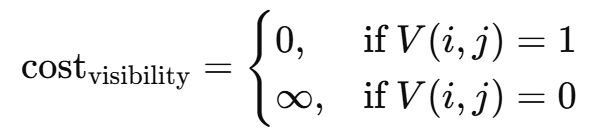 cost_visibility = { 0, if V(i, j) = 1
∞, if V(i, j) = 0